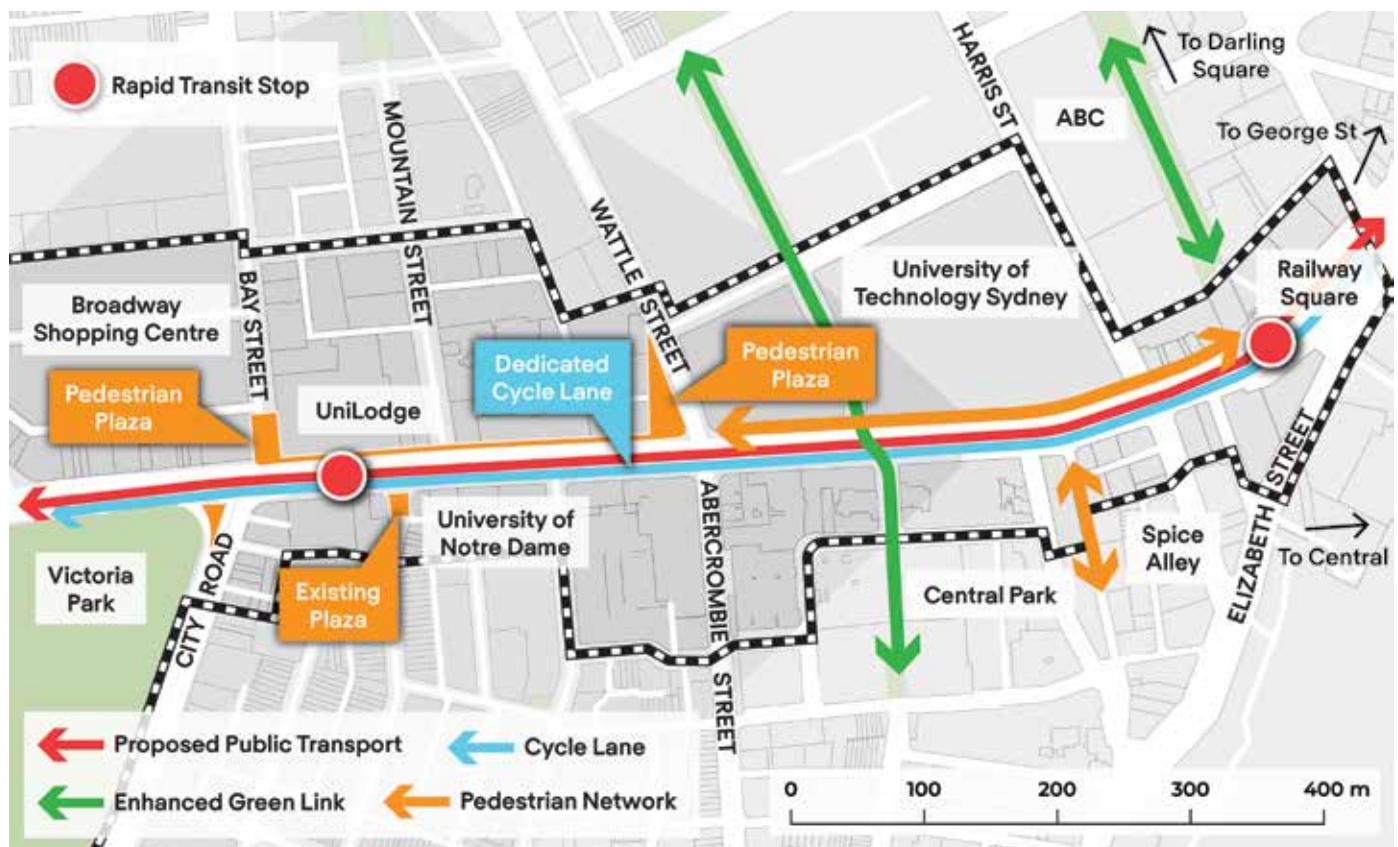 Rapid Transit Stop
MOUNTAIN
STREET
WATTLE
STREET
HARRIS ST
To Darling
Square
ABC
To George St
Broadway
Shopping Centre
BAY STREET
University of
Technology Sydney
Railway
Square
Pedestrian
Plaza
UniLodge
Dedicated
Cycle Lane
Pedestrian
Plaza
Victoria
Park
CITY ROAD
Existing
Plaza
University of
Notre Dame
ABERCROMBIE
STREET
Central Park
Spice
Alley
ELIZABETH STREET
To Central
Proposed Public Transport
Cycle Lane
Enhanced Green Link
Pedestrian Network
0 100 200 300 400 m